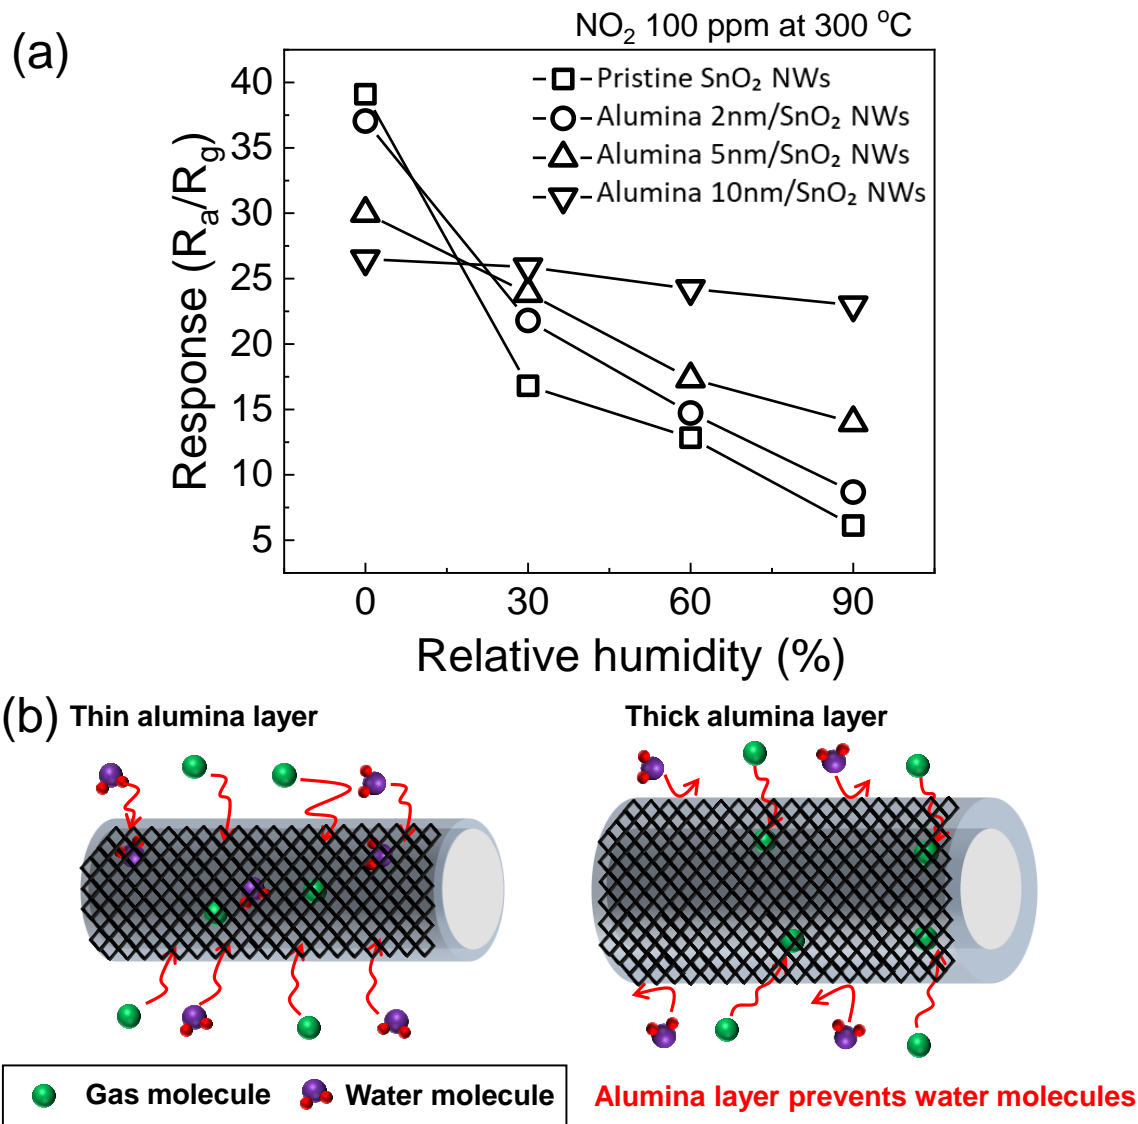 (a)
NO₂ 100 ppm at 300 °C
Pristine SnO₂ NWs
Alumina 2nm/SnO₂ NWs
Alumina 5nm/SnO₂ NWs
Alumina 10nm/SnO₂ NWs
Response (Rₐ/R_g)
40
35
30
25
20
15
10
5
0
30
60
90
Relative humidity (%)
(b)
Thin alumina layer
Thick alumina layer
Gas molecule
Water molecule
Alumina layer prevents water molecules